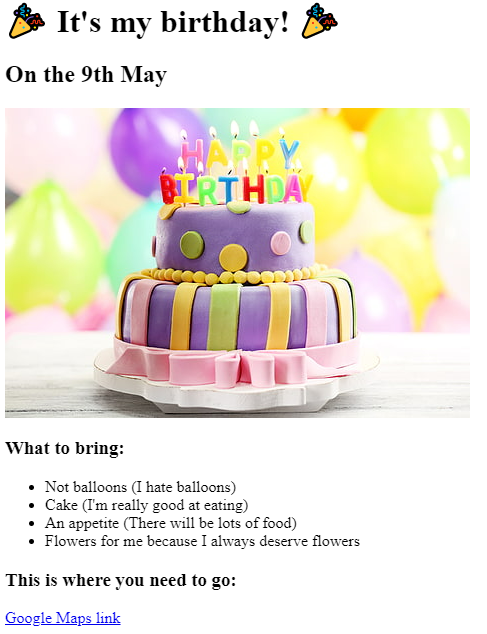 🎉 It's my birthday! 🎉
On the 9th May
HAPPY
BIRTHDAY
What to bring:
Not balloons (I hate balloons)
Cake (I'm really good at eating)
An appetite (There will be lots of food)
Flowers for me because I always deserve flowers
This is where you need to go:
Google Maps link